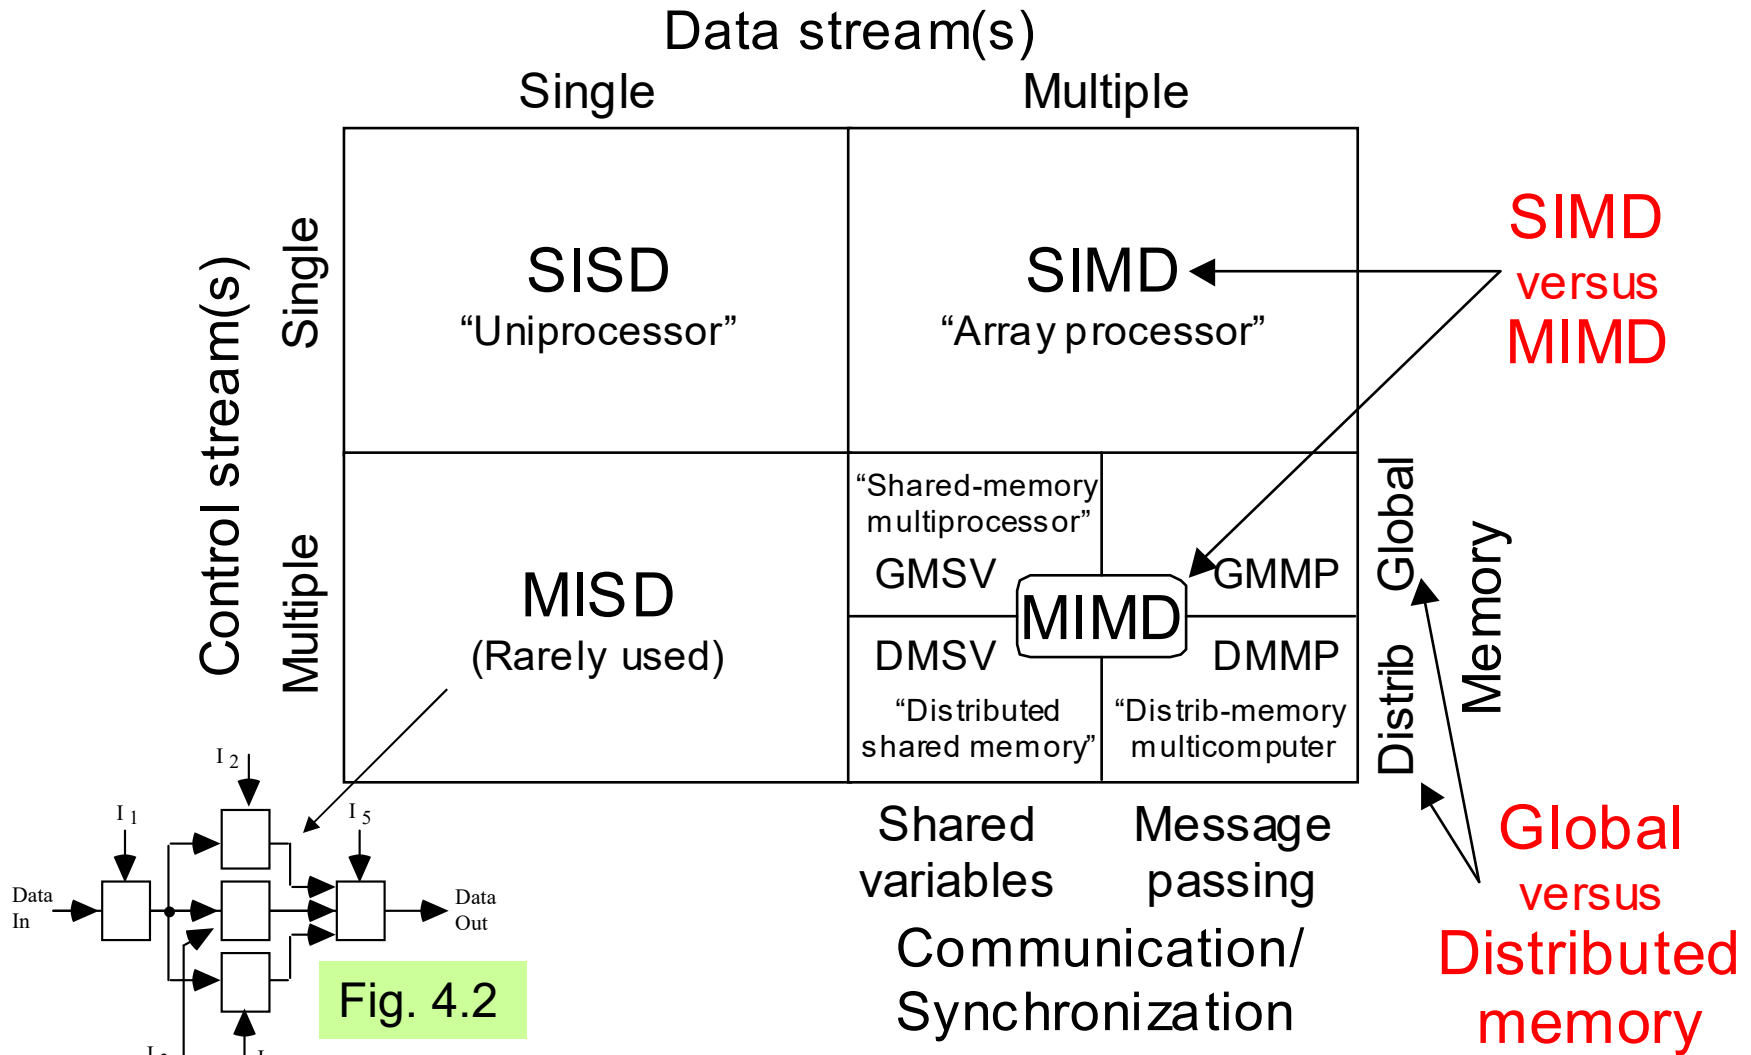 Data stream(s)
Single
Multiple
Control stream(s)
Single
Multiple
SISD
“Uniprocessor”
SIMD
“Array processor”
SIMD
versus
MIMD
MISD
(Rarely used)
“Shared-memory
multiprocessor”
GMSV
GMMP
MIMD
DMSV
DMMP
“Distributed
shared memory”
“Distrib-memory
multicomputer
Global
Distrib
Memory
Shared
variables
Message
passing
Communication/
Synchronization
Global
versus
Distributed
memory
I 2
I 1
I 5
Data
In
Data
Out
Fig. 4.2